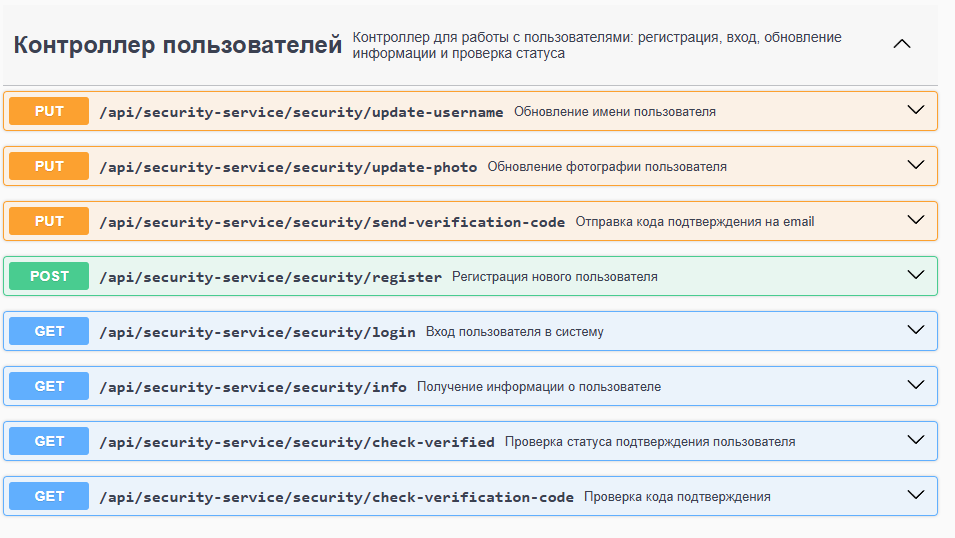 Контроллер пользователей
Контроллер для работы с пользователями: регистрация, вход, обновление
информации и проверка статуса
PUT /api/security-service/security/update-username Обновление имени пользователя
PUT /api/security-service/security/update-photo Обновление фотографии пользователя
PUT /api/security-service/security/send-verification-code Отправка кода подтверждения на email
POST /api/security-service/security/register Регистрация нового пользователя
GET /api/security-service/security/login Вход пользователя в систему
GET /api/security-service/security/info Получение информации о пользователе
GET /api/security-service/security/check-verified Проверка статуса подтверждения пользователя
GET /api/security-service/security/check-verification-code Проверка кода подтверждения